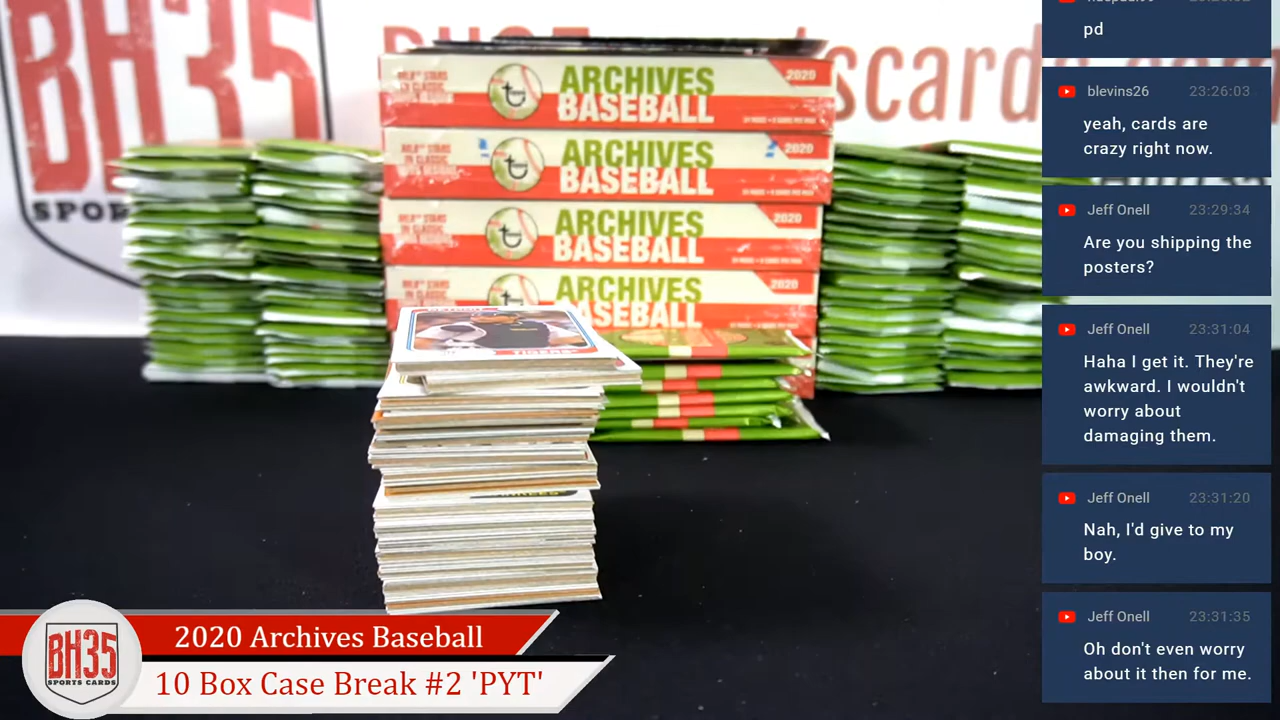 BH35
SPOR
scards
ARCHIVES
BASEBALL
2020
ARCHIVES
BASEBALL
2020
ARCHIVES
BASEBALL
2020
ARCHIVES
BASEBALL
2020
TIGERS
pd
blevins26 23:26:03
yeah, cards are
crazy right now.
Jeff Onell 23:29:34
Are you shipping the
posters?
Jeff Onell 23:31:04
Haha I get it. They're
awkward. I wouldn't
worry about
damaging them.
Jeff Onell 23:31:20
Nah, I'd give to my
boy.
Jeff Onell 23:31:35
Oh don't even worry
about it then for me.
BH35
SPORTS CARDS
2020 Archives Baseball
10 Box Case Break #2 'PYT'